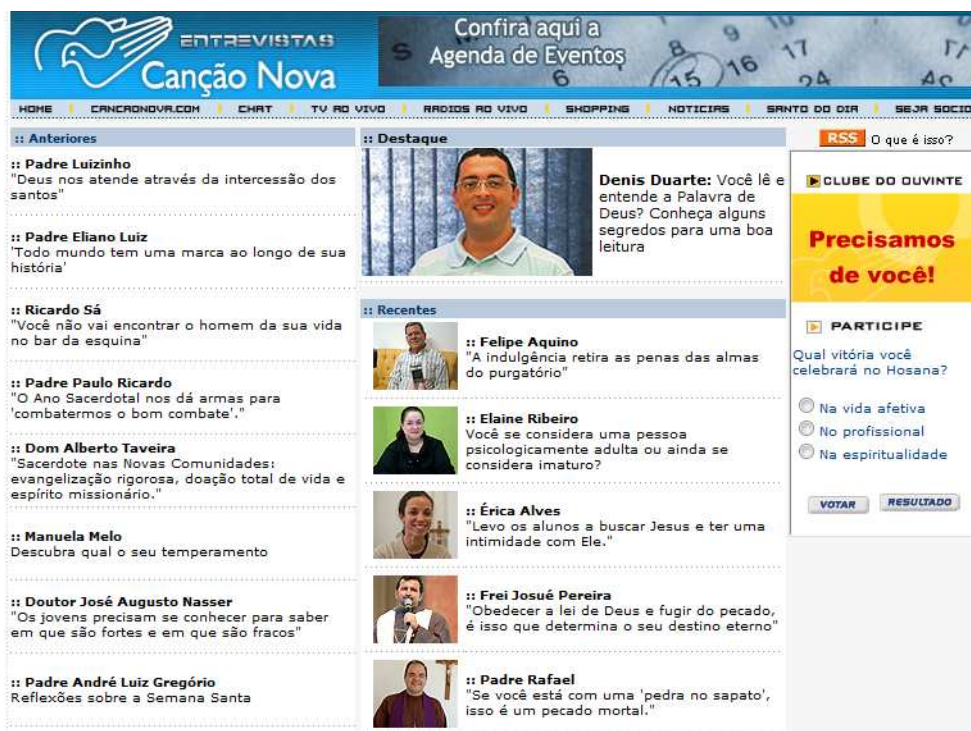 ENTREVISTAS
Canção Nova
Confira aqui a
Agenda de Eventos
S M
6 8 9 10
15 16 17
24
HOME CANCAONOVA.COM CHAT TV AO VIVO RADIOS AO VIVO SHOPPING NOTICIAS SANTO DO DIA SEJA SOCIO
:: Anteriores
:: Padre Luizinho
"Deus nos atende através da intercessão dos
santos"
:: Padre Eliano Luiz
'Todo mundo tem uma marca ao longo de sua
história'
:: Ricardo Sá
"Você não vai encontrar o homem da sua vida
no bar da esquina"
:: Padre Paulo Ricardo
"O Ano Sacerdotal nos dá armas para
'combatermos o bom combate'."
:: Dom Alberto Taveira
"Sacerdote nas Novas Comunidades:
evangelização rigorosa, doação total de vida e
espírito missionário."
:: Manuela Melo
Descubra qual o seu temperamento
:: Doutor José Augusto Nasser
"Os jovens precisam se conhecer para saber
em que são fortes e em que são fracos"
:: Padre André Luiz Gregório
Reflexões sobre a Semana Santa
:: Destaque
Denis Duarte: Você lê e
entende a Palavra de
Deus? Conheça alguns
segredos para uma boa
leitura
:: Recentes
:: Felipe Aquino
"A indulgência retira as penas das almas
do purgatório"
:: Elaine Ribeiro
Você se considera uma pessoa
psicologicamente adulta ou ainda se
considera imaturo?
:: Érica Alves
"Levo os alunos a buscar Jesus e ter uma
intimidade com Ele."
:: Frei Josué Pereira
"Obedecer a lei de Deus e fugir do pecado,
é isso que determina o seu destino eterno"
:: Padre Rafael
"Se você está com uma 'pedra no sapato',
isso é um pecado mortal."
RSS O que é isso?
CLUBE DO OUVINTE
Precisamos
de você!
PARTICIPE
Qual vitória você
celebrará no Hosana?
Na vida afetiva
No profissional
Na espiritualidade
VOTAR RESULTADO